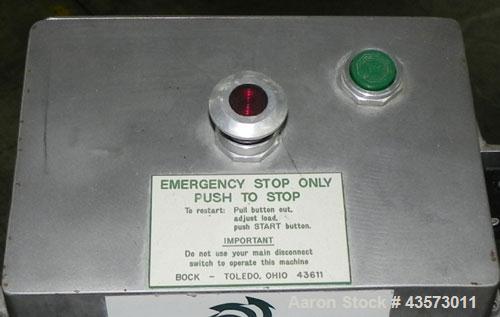 EMERGENCY STOP ONLY
PUSH TO STOP
To restart: Pull button out,
adjust load,
push START button.
IMPORTANT
Do not use your main disconnect
switch to operate this machine
BOCK – TOLEDO, OHIO 43611
Aaron Stock # 43573011